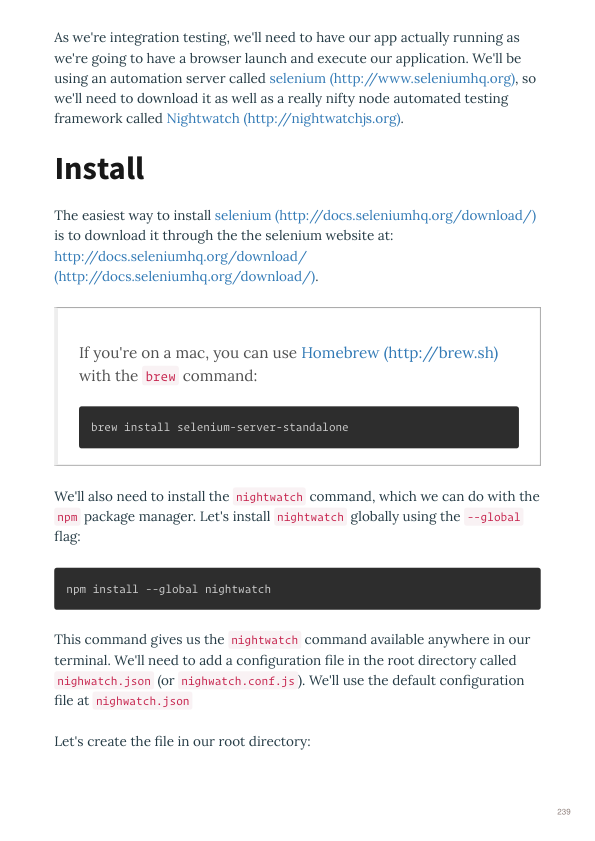 As we're integration testing, we'll need to have our app actually running as
we're going to have a browser launch and execute our application. We'll be
using an automation server called selenium (http://www.seleniumhq.org), so
we'll need to download it as well as a really nifty node automated testing
framework called Nightwatch (http://nightwatchjs.org).
Install
The easiest way to install selenium (http://docs.seleniumhq.org/download/)
is to download it through the the selenium website at:
http://docs.seleniumhq.org/download/
(http://docs.seleniumhq.org/download/).
If you're on a mac, you can use Homebrew (http://brew.sh)
with the brew command:
brew install selenium-server-standalone
We'll also need to install the nightwatch command, which we can do with the
npm package manager. Let's install nightwatch globally using the --global
flag:
npm install --global nightwatch
This command gives us the nightwatch command available anywhere in our
terminal. We'll need to add a configuration file in the root directory called
nighwatch.json (or nighwatch.conf.js). We'll use the default configuration
file at nighwatch.json
Let's create the file in our root directory:
239